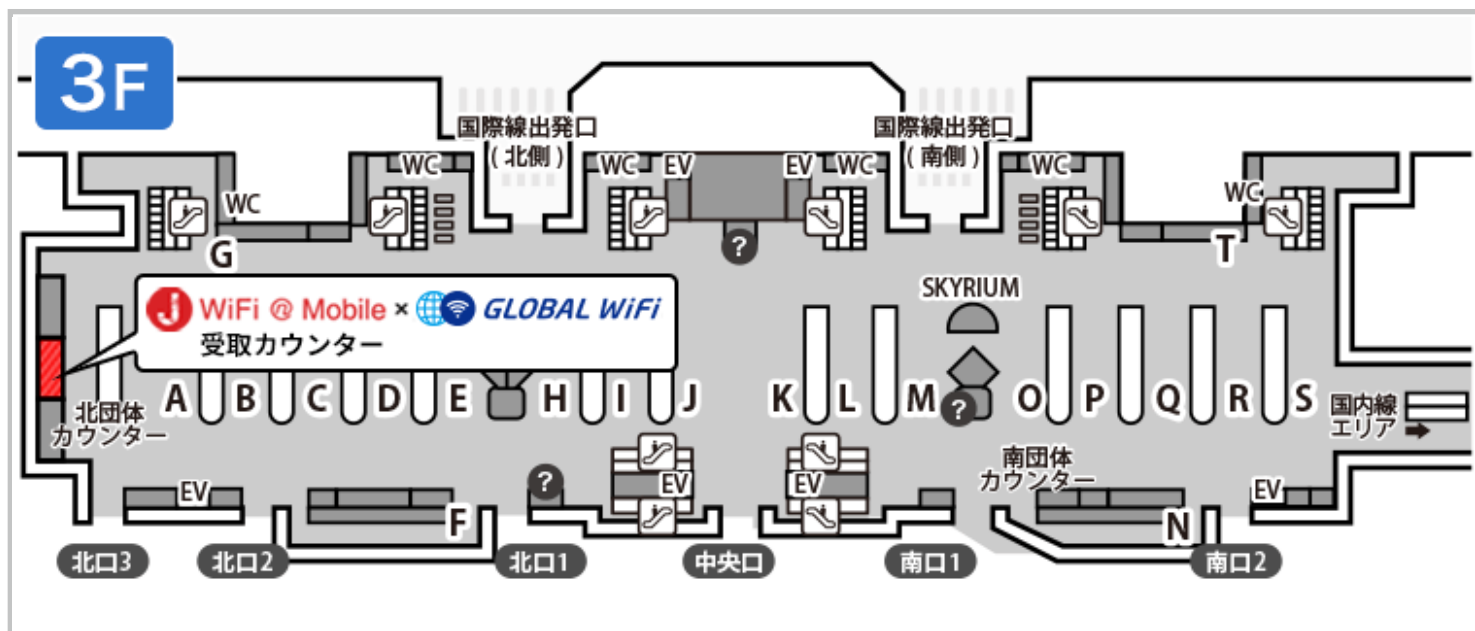 3F
国際線出発口
(北側)
国際線出発口
(南側)
WC
WC
EV
EV
WC
WC
WC
WC
G
?
T
J WiFi @ Mobile × GLOBAL WiFi
受取カウンター
SKYRIUM
A B C D E H I J K L M O P Q R S
?
北団体
カウンター
国内線
エリア
南団体
カウンター
EV
?
EV
EV
EV
F
N
北口3 北口2 北口1 中央口 南口1 南口2